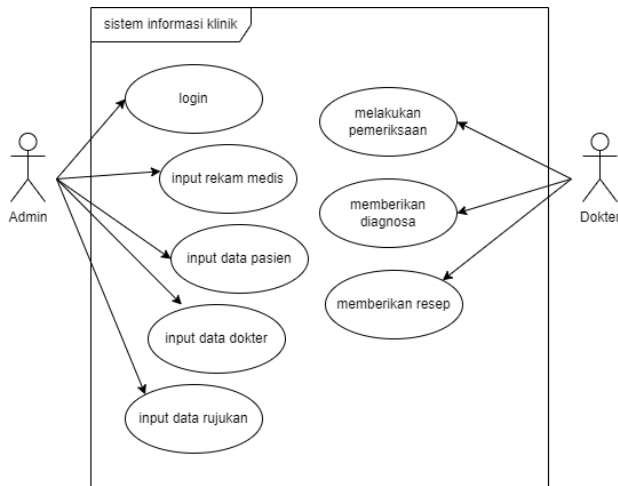 sistem informasi klinik
login
melakukan
pemeriksaan
input rekam medis
Admin
memberikan
diagnosa
Dokter
input data pasien
memberikan resep
input data dokter
input data rujukan